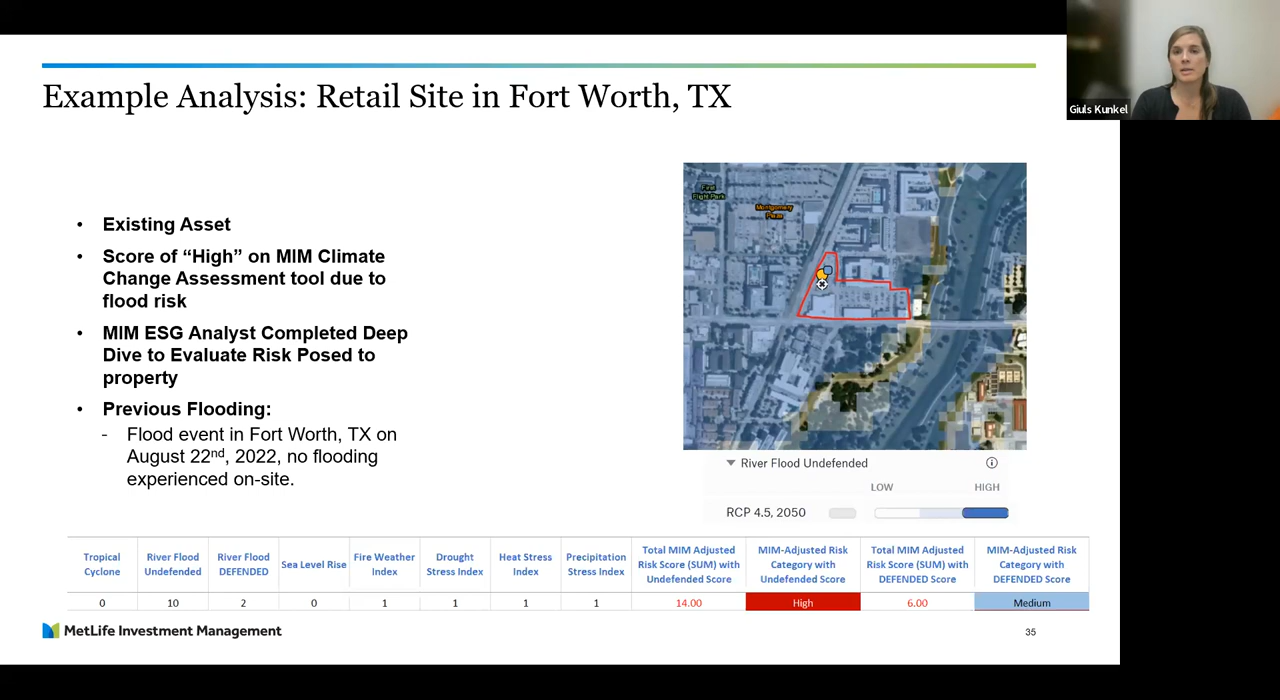 Giuls Kunkel
Example Analysis: Retail Site in Fort Worth, TX
• Existing Asset
• Score of “High” on MIM Climate
Change Assessment tool due to
flood risk
• MIM ESG Analyst Completed Deep
Dive to Evaluate Risk Posed to
property
• Previous Flooding:
- Flood event in Fort Worth, TX on
August 22nd, 2022, no flooding
experienced on-site.
First
Flight Park
Montgomery
Plaza
River Flood Undefended
LOW HIGH
RCP 4.5, 2050
Tropical
Cyclone
River Flood
Undefended
River Flood
DEFENDED
Sea Level Rise
Fire Weather
Index
Drought
Stress Index
Heat Stress
Index
Precipitation
Stress Index
Total MIM Adjusted
Risk Score (SUM) with
Undefended Score
MIM-Adjusted Risk
Category with
Undefended Score
Total MIM Adjusted
Risk Score (SUM) with
DEFENDED Score
MIM-Adjusted Risk
Category with
DEFENDED Score
0 10 2 0 1 1 1 1 14.00 High 6.00 Medium
MetLife Investment Management
35